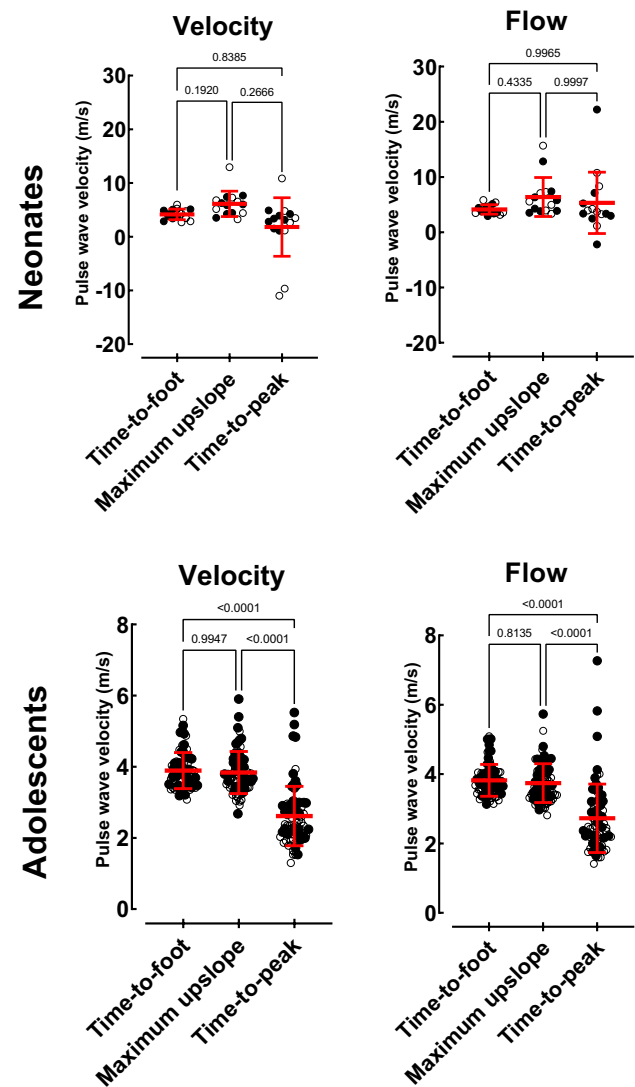 Velocity
Flow
Neonates
Pulse wave velocity (m/s)
30
20
10
0
-10
-20
0.8385
0.1920
0.2666
Time-to-foot
Maximum upslope
Time-to-peak
Pulse wave velocity (m/s)
30
20
10
0
-10
-20
0.9965
0.4335
0.9997
Time-to-foot
Maximum upslope
Time-to-peak
Velocity
Flow
Adolescents
Pulse wave velocity (m/s)
8
6
4
2
0
<0.0001
0.9947
<0.0001
Time-to-foot
Maximum upslope
Time-to-peak
Pulse wave velocity (m/s)
8
6
4
2
0
<0.0001
0.8135
<0.0001
Time-to-foot
Maximum upslope
Time-to-peak